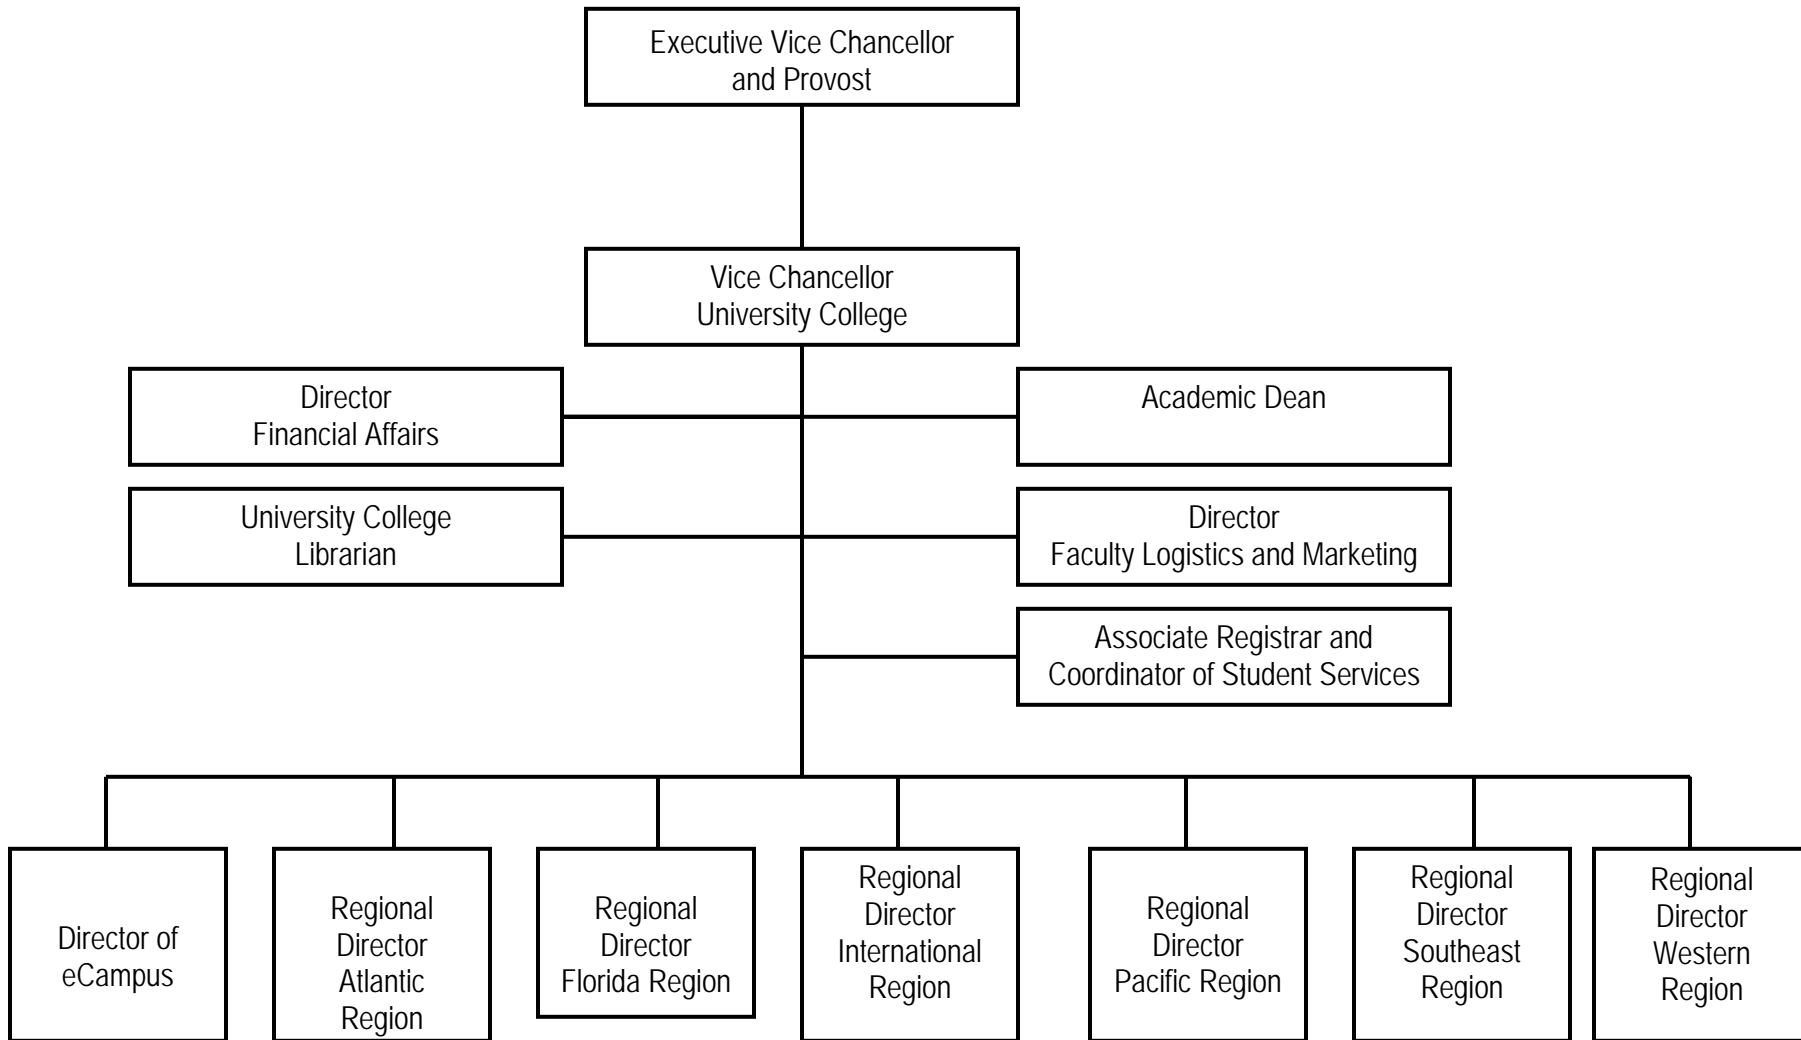 Executive Vice Chancellor
and Provost
Vice Chancellor
University College
Director
Financial Affairs
Academic Dean
University College
Librarian
Director
Faculty Logistics and Marketing
Associate Registrar and
Coordinator of Student Services
Director of
eCampus
Regional
Director
Atlantic
Region
Regional
Director
Florida Region
Regional
Director
International
Region
Regional
Director
Pacific Region
Regional
Director
Southeast
Region
Regional
Director
Western
Region